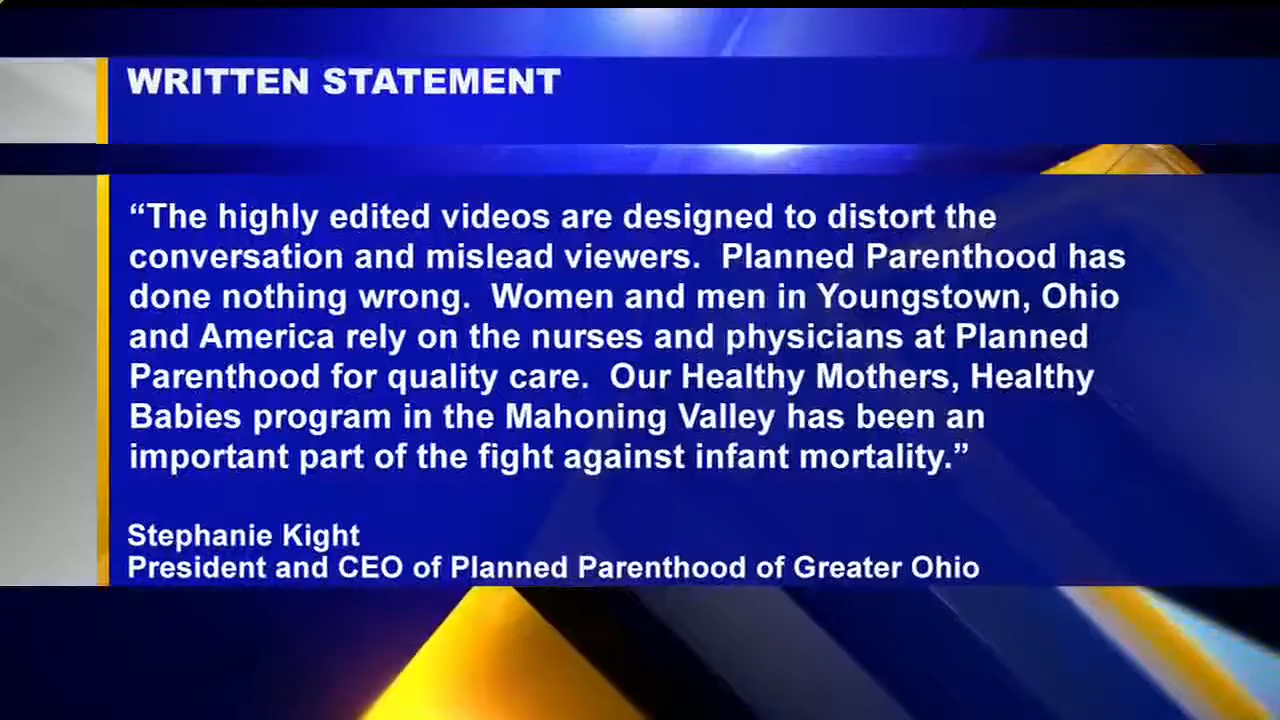 WRITTEN STATEMENT
“The highly edited videos are designed to distort the
conversation and mislead viewers.  Planned Parenthood has
done nothing wrong.  Women and men in Youngstown, Ohio
and America rely on the nurses and physicians at Planned
Parenthood for quality care.  Our Healthy Mothers, Healthy
Babies program in the Mahoning Valley has been an
important part of the fight against infant mortality.”
Stephanie Kight
President and CEO of Planned Parenthood of Greater Ohio